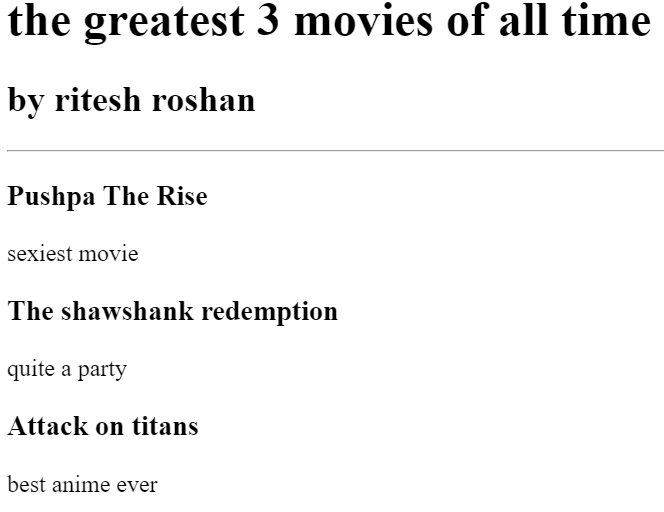 the greatest 3 movies of all time
by ritesh roshan
Pushpa The Rise
sexiest movie
The shawshank redemption
quite a party
Attack on titans
best anime ever